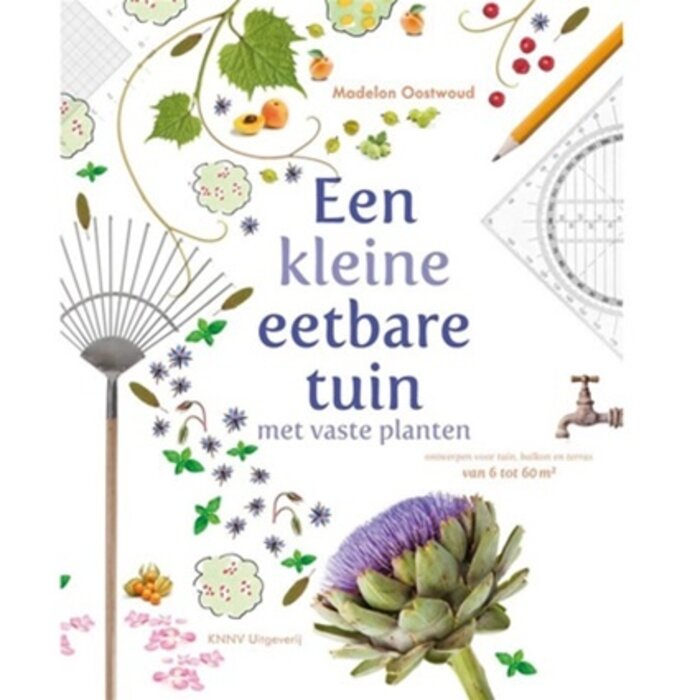 Madelon Oostwoud
Een
kleine
eetbare
tuin
met vaste planten
ontwerpen voor tuin, balkon en terras
van 6 tot 60 m²
KNNV Uitgeverij